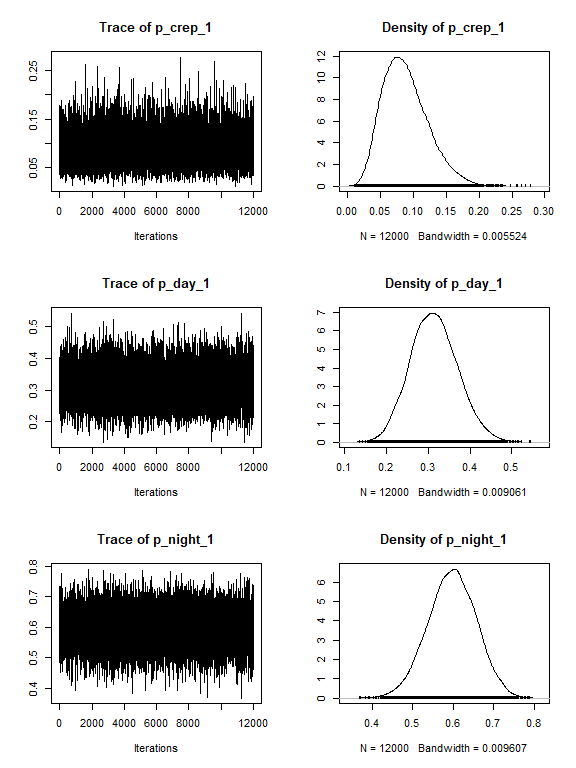 Trace of p_crep_1
Density of p_crep_1
0.05 0.15 0.25
0 2 4 6 8 10 12
0 2000 4000 6000 8000 12000
0.00 0.05 0.10 0.15 0.20 0.25 0.30
Iterations
N = 12000 Bandwidth = 0.005524
Trace of p_day_1
Density of p_day_1
0.2 0.3 0.4 0.5
0 1 2 3 4 5 6 7
0 2000 4000 6000 8000 12000
0.1 0.2 0.3 0.4 0.5
Iterations
N = 12000 Bandwidth = 0.009061
Trace of p_night_1
Density of p_night_1
0.4 0.5 0.6 0.7 0.8
0 1 2 3 4 5 6
0 2000 4000 6000 8000 12000
0.4 0.5 0.6 0.7 0.8
Iterations
N = 12000 Bandwidth = 0.009607